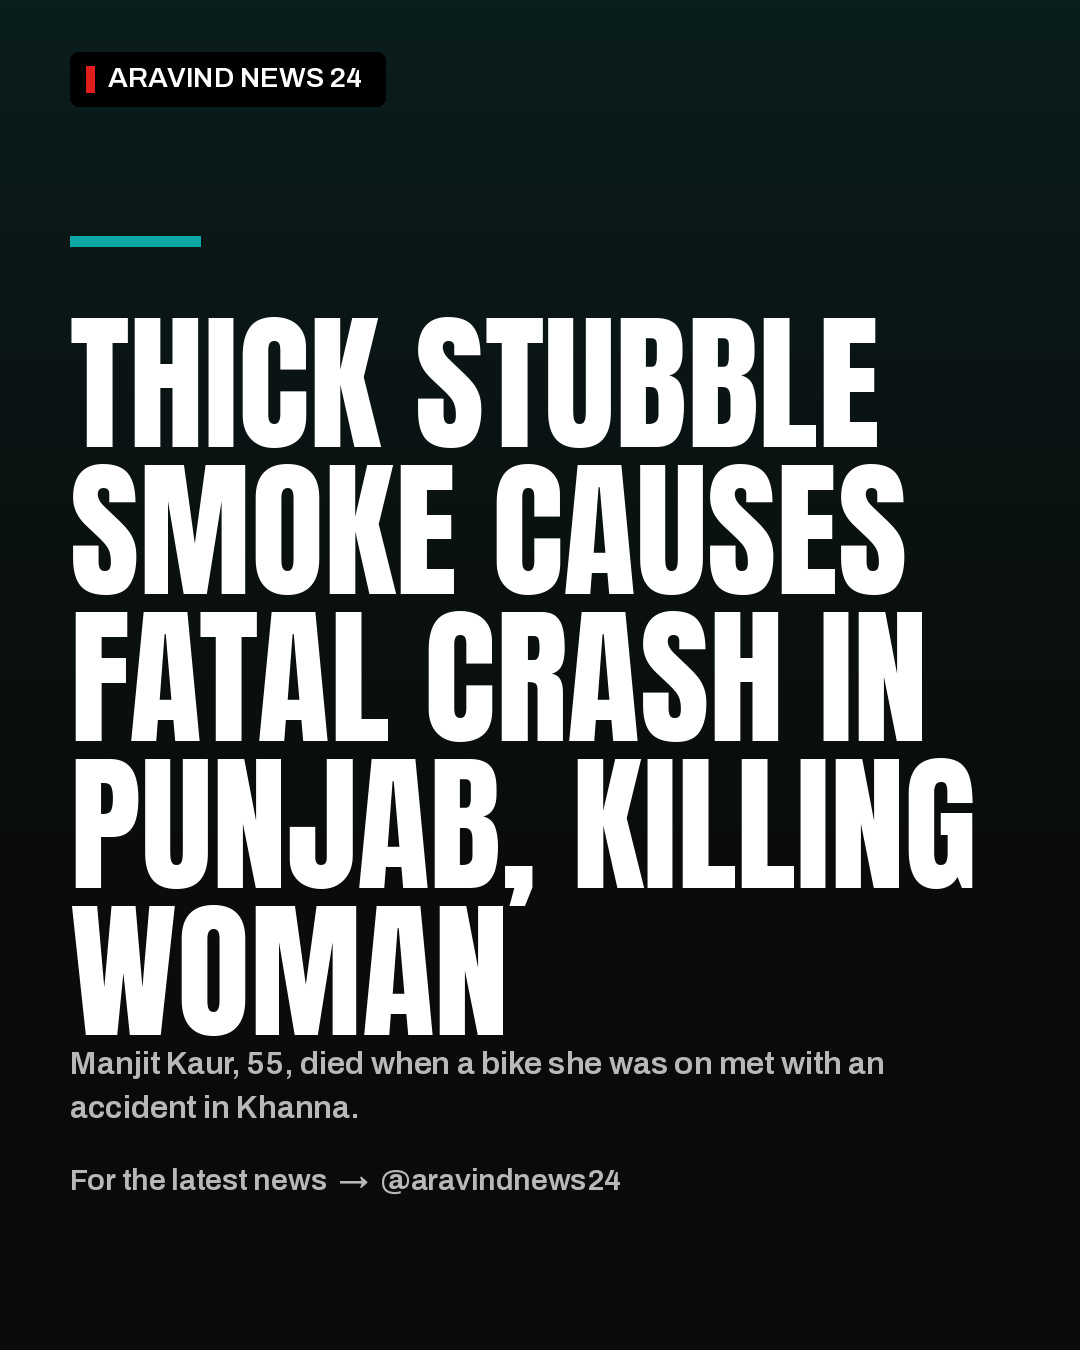 ARAVIND NEWS 24
THICK STUBBLE
SMOKE CAUSES
FATAL CRASH IN
PUNJAB, KILLING
WOMAN
Manjit Kaur, 55, died when a bike she was on met with an
accident in Khanna.
For the latest news → @aravindnews24